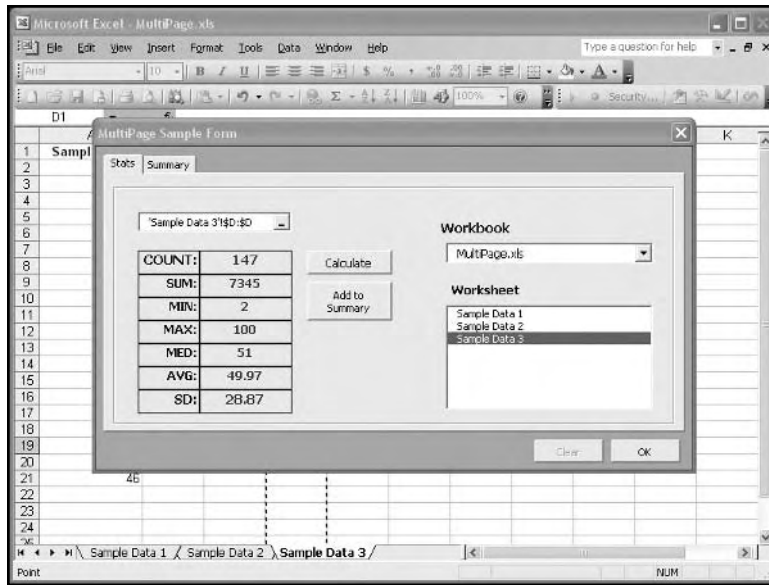 Microsoft Excel - MultiPage.xls
File Edit View Insert Format Tools Data Window Help Type a question for help
Arial 10 B I U $ % ,
Σ 100% Security...
D1
A K
MultiPage Sample Form
Stats Summary
Sampl
'Sample Data 3'!$D:$D
Workbook
MultiPage.xls
COUNT: 147
SUM: 7345
MIN: 2
MAX: 100
MED: 51
AVG: 49.97
SD: 28.87
Calculate
Add to
Summary
Worksheet
Sample Data 1
Sample Data 2
Sample Data 3
Clear OK
1
2
3
4
5
6
7
8
9
10
11
12
13
14
15
16
17
18
19
20
21 46
22
23
24
25
Sample Data 1 Sample Data 2 Sample Data 3
Point NUM